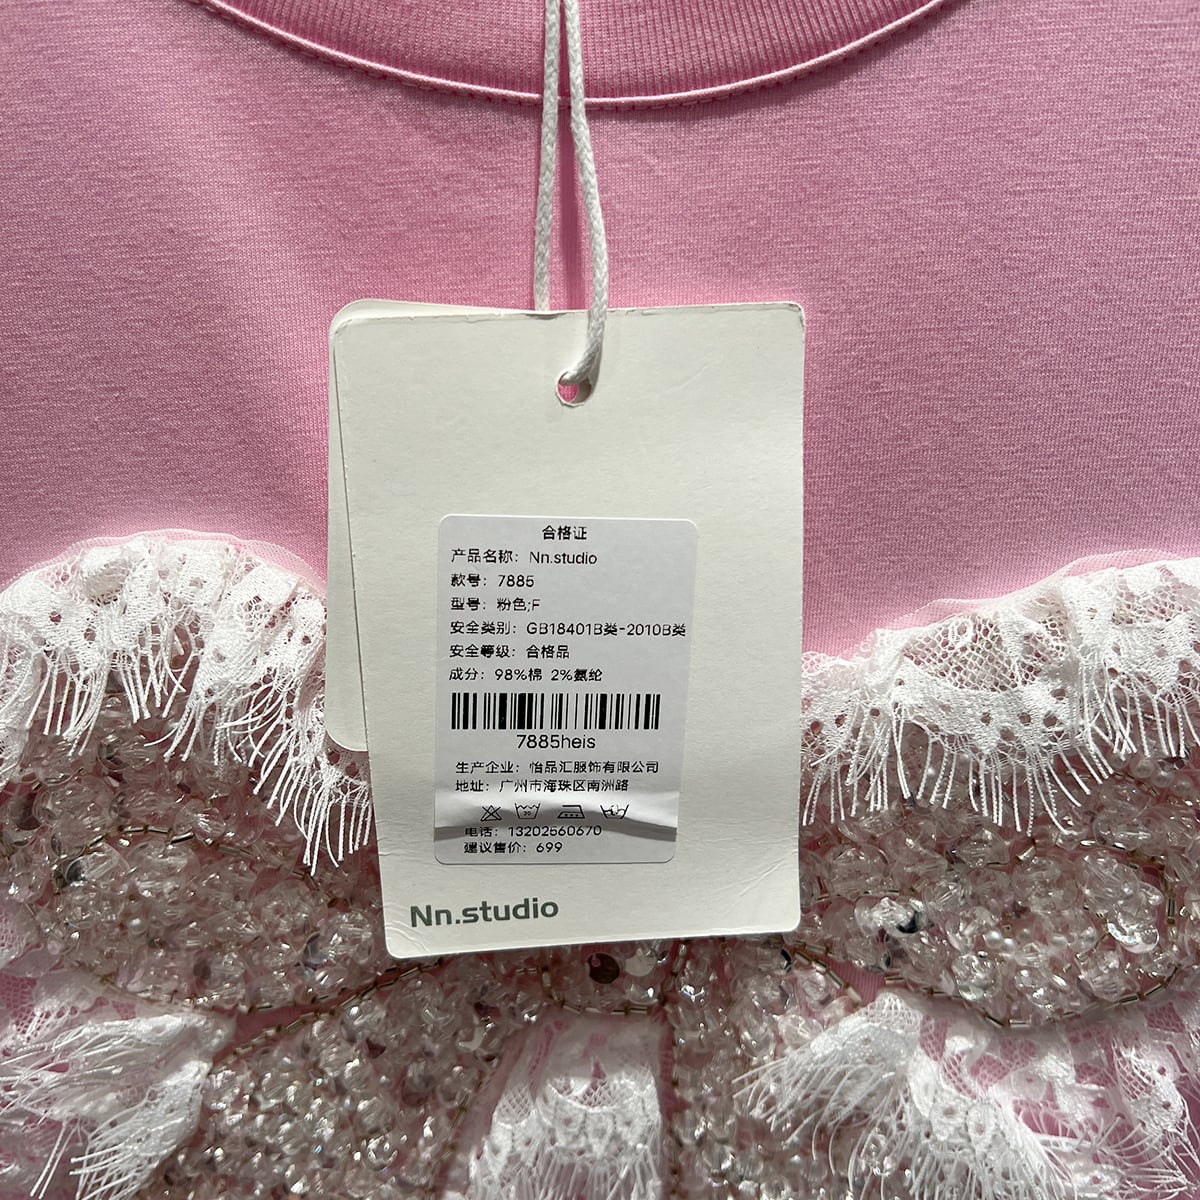 合格证
产品名称: Nn.studio
款号: 7885
型号: 粉色;F
安全类别: GB18401B类-2010B类
安全等级: 合格品
成分: 98%棉 2%氨纶
7885heis
生产企业: 怡品汇服饰有限公司
地址: 广州市海珠区南洲路
30
电话: 13202560670
建议售价: 699
Nn.studio